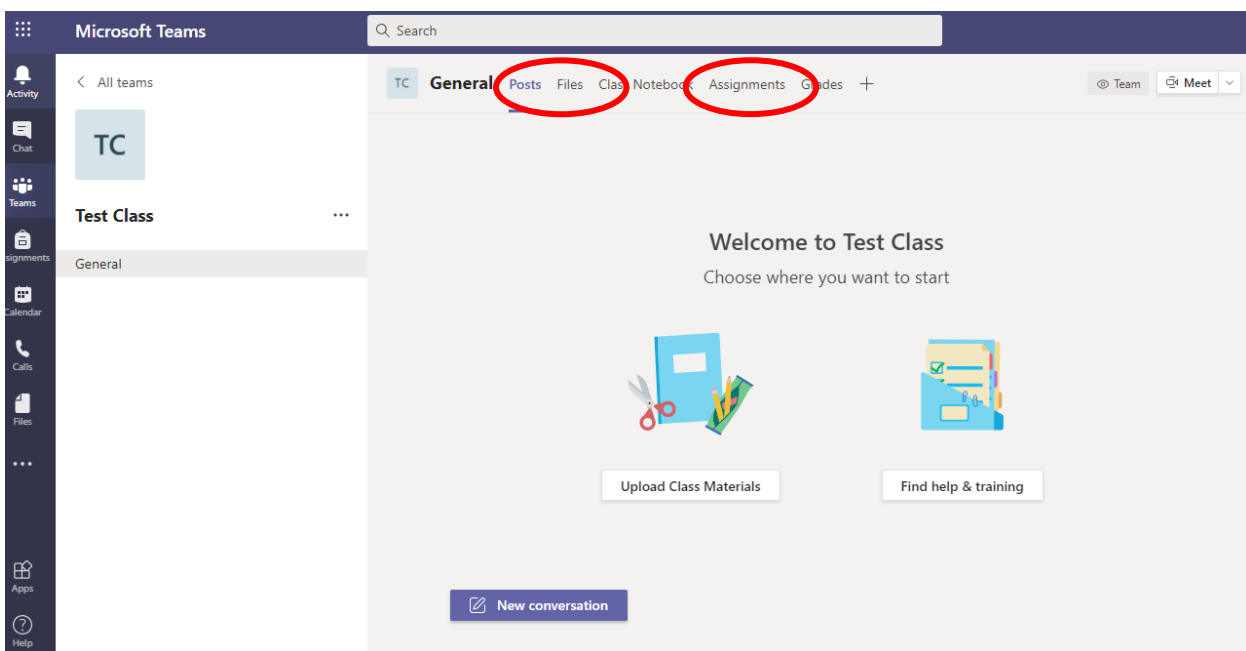 Microsoft Teams
Search
Activity
Chat
Teams
signments
Calendar
Calls
Files
Apps
Help
All teams
TC
Test Class
General
TC General Posts Files Class Notebook Assignments Grades
Team Meet
Welcome to Test Class
Choose where you want to start
Upload Class Materials
Find help & training
New conversation